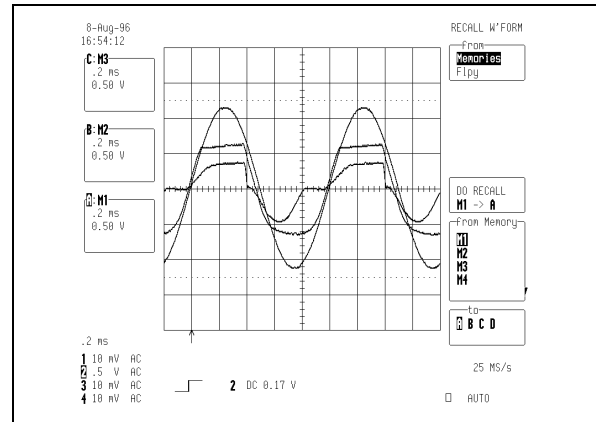 8-Aug-96
16:54:12
C:M3
.2 ms
0.50 V
B:M2
.2 ms
0.50 V
A:M1
.2 ms
0.50 V
.2 ms
1 10 mV AC
2 .5 V AC
3 10 mV AC
4 10 mV AC
2 DC 0.17 V
RECALL W'FORM
from
Memories
Flpy
DO RECALL
M1 -> A
from Memory
M1
M2
M3
M4
to
A B C D
25 MS/s
AUTO